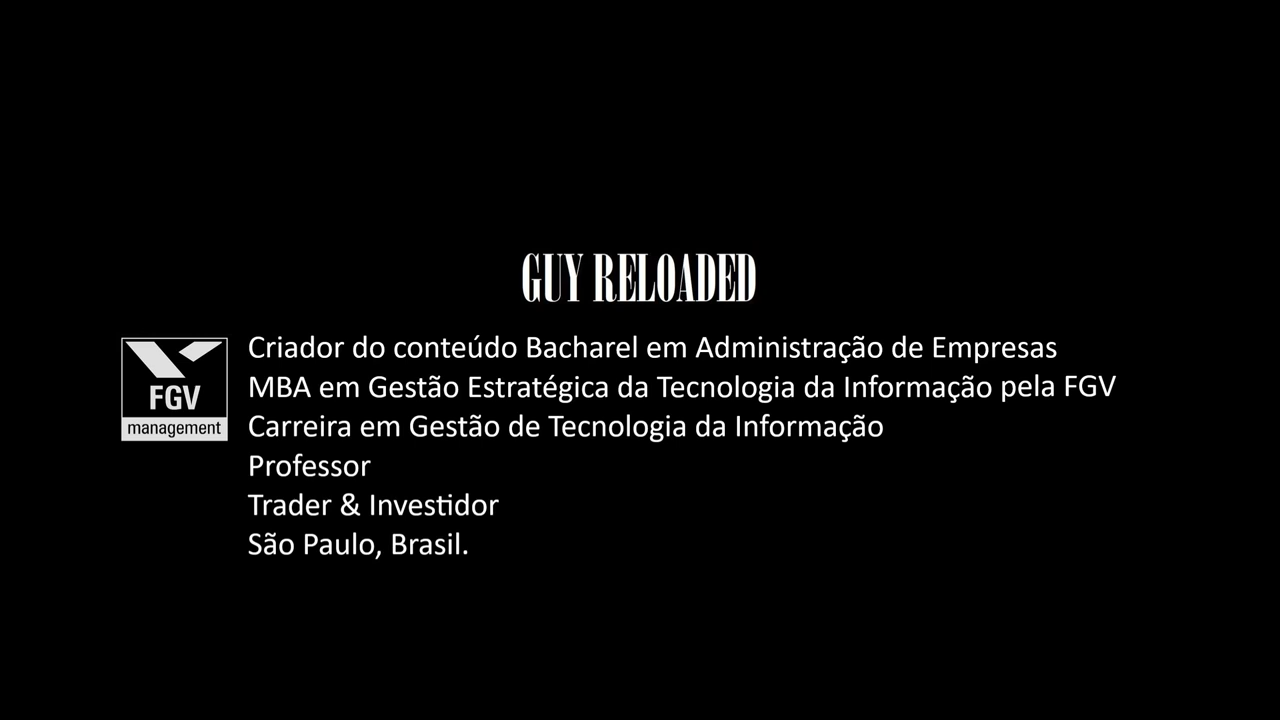 GUY RELOADED
FGV
management
Criador do conteúdo Bacharel em Administração de Empresas
MBA em Gestão Estratégica da Tecnologia da Informação pela FGV
Carreira em Gestão de Tecnologia da Informação
Professor
Trader & Investidor
São Paulo, Brasil.